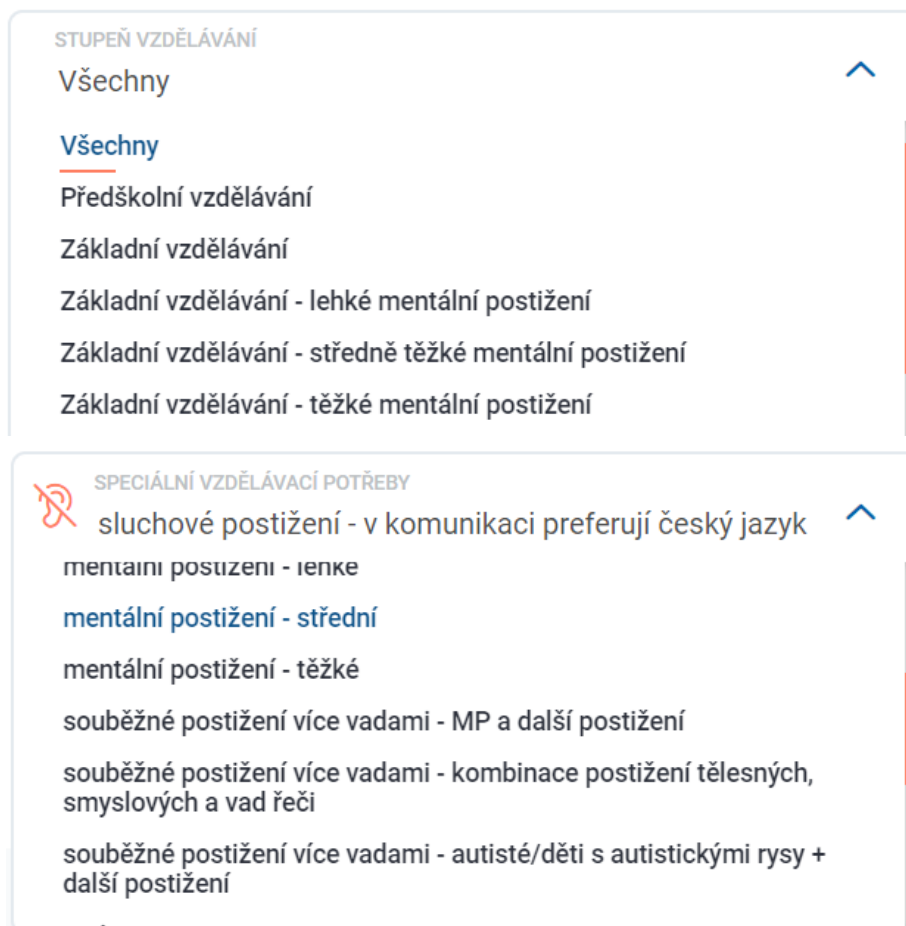 STUPEŇ VZDĚLÁVÁNÍ
Všechny
Všechny
Předškolní vzdělávání
Základní vzdělávání
Základní vzdělávání - lehké mentální postižení
Základní vzdělávání - středně těžké mentální postižení
Základní vzdělávání - těžké mentální postižení
SPECIÁLNÍ VZDĚLÁVACÍ POTŘEBY
sluchové postižení - v komunikaci preferují český jazyk
mentální postižení - lehké
mentální postižení - střední
mentální postižení - těžké
souběžné postižení více vadami - MP a další postižení
souběžné postižení více vadami - kombinace postižení tělesných,
smyslových a vad řeči
souběžné postižení více vadami - autisté/děti s autistickými rysy +
další postižení